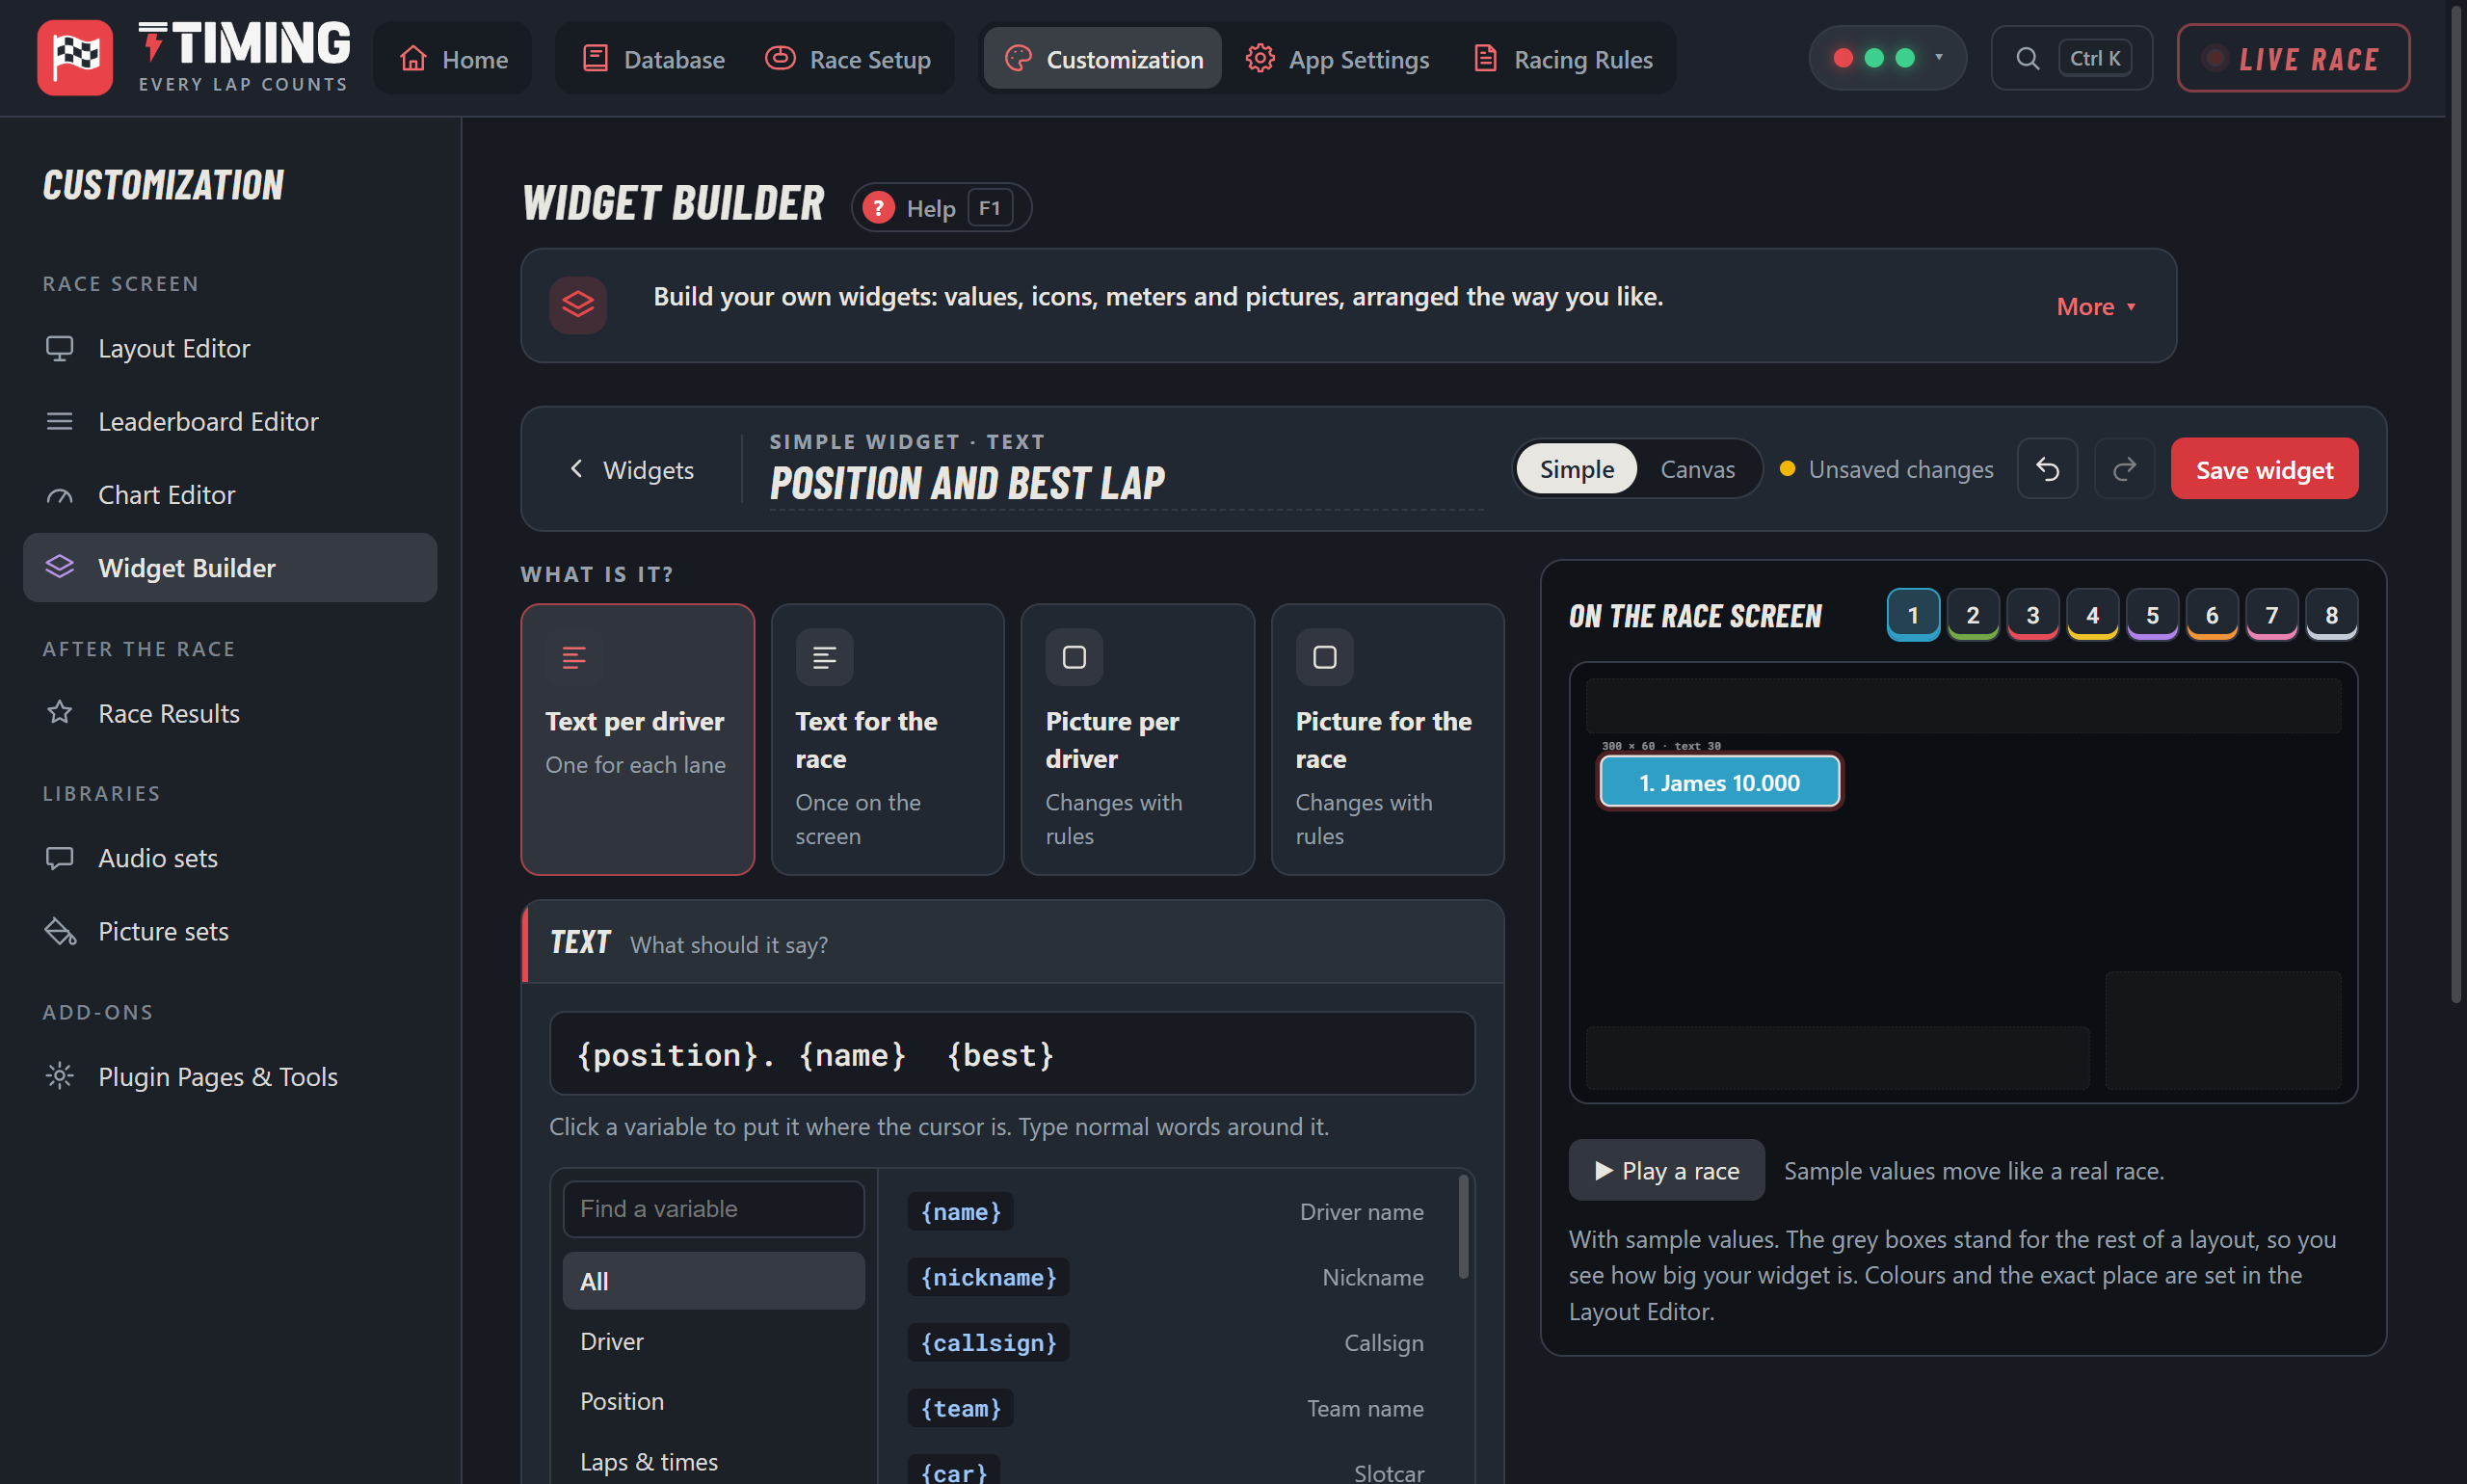 TIMING
EVERY LAP COUNTS
Home
Database
Race Setup
Customization
App Settings
Racing Rules
Ctrl K
LIVE RACE
CUSTOMIZATION
RACE SCREEN
Layout Editor
Leaderboard Editor
Chart Editor
Widget Builder
AFTER THE RACE
Race Results
LIBRARIES
Audio sets
Picture sets
ADD-ONS
Plugin Pages & Tools
WIDGET BUILDER
? Help F1
Build your own widgets: values, icons, meters and pictures, arranged the way you like.
More
Widgets
SIMPLE WIDGET · TEXT
POSITION AND BEST LAP
Simple
Canvas
Unsaved changes
Save widget
WHAT IS IT?
Text per driver
One for each lane
Text for the
race
Once on the
screen
Picture per
driver
Changes with
rules
Picture for the
race
Changes with
rules
TEXT What should it say?
{position}. {name}  {best}
Click a variable to put it where the cursor is. Type normal words around it.
Find a variable
All
Driver
Position
Laps & times
{name} Driver name
{nickname} Nickname
{callsign} Callsign
{team} Team name
{car} Slotcar
ON THE RACE SCREEN
1 2 3 4 5 6 7 8
300 × 60 · text 30
1. James 10.000
Play a race
Sample values move like a real race.
With sample values. The grey boxes stand for the rest of a layout, so you
see how big your widget is. Colours and the exact place are set in the
Layout Editor.